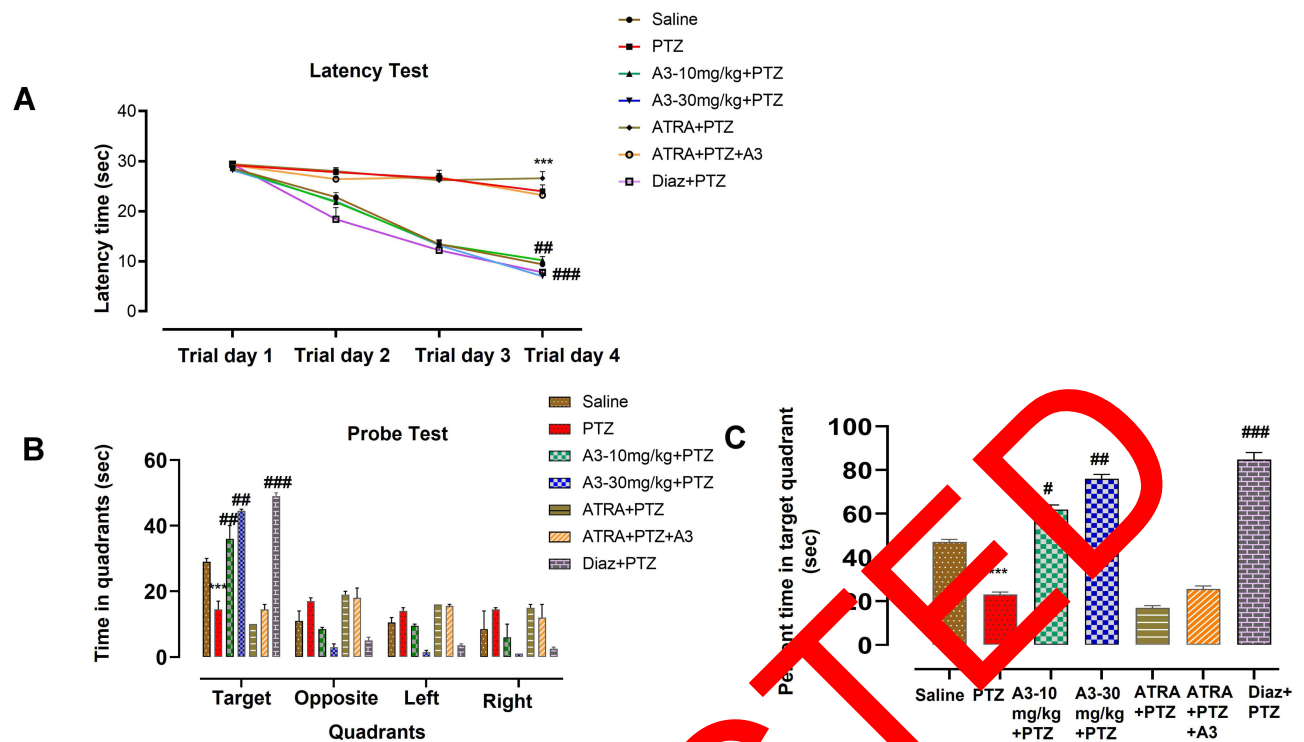 Saline
PTZ
A3-10mg/kg+PTZ
A3-30mg/kg+PTZ
ATRA+PTZ
ATRA+PTZ+A3
Diaz+PTZ
A
Latency Test
Latency time (sec)
40
30
20
10
0
***
##
###
Trial day 1 Trial day 2 Trial day 3 Trial day 4
B
Probe Test
Saline
PTZ
A3-10mg/kg+PTZ
A3-30mg/kg+PTZ
ATRA+PTZ
ATRA+PTZ+A3
Diaz+PTZ
Time in quadrants (sec)
60
40
20
0
***
##
##
###
Target Opposite Left Right
Quadrants
C
time in target quadrant
(sec)
100
80
60
40
20
0
#
##
###
Saline PTZ A3-10 A3-30 ATRA ATRA Diaz+
mg/kg mg/kg +PTZ +PTZ PTZ
+PTZ +PTZ +A3